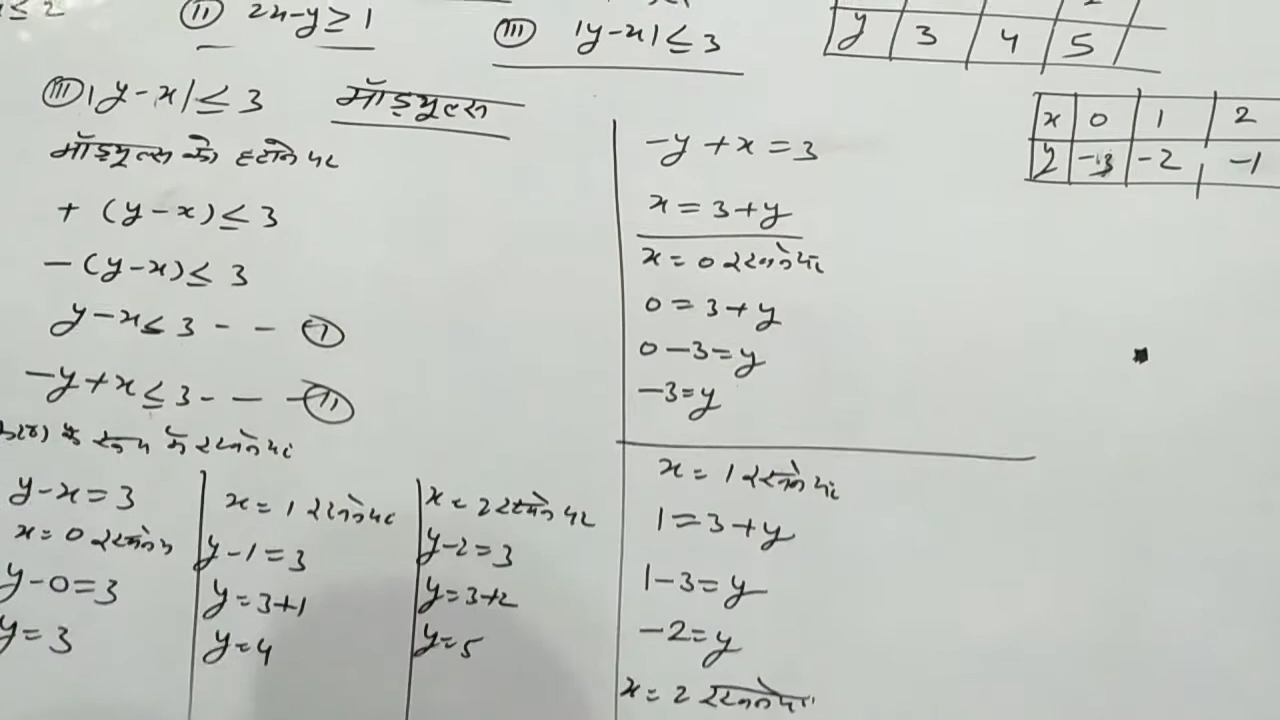 ≤ 2 (II) 2x-y ≥ 1 (III) |y-x| ≤ 3
y 3 4 5
(III) |y-x| ≤ 3 मॉड्यूल्स
मॉड्यूल्स को हटाने पर
+ (y-x) ≤ 3
-(y-x) ≤ 3
y-x ≤ 3 - - (I)
-y+x ≤ 3 - - - (II)
के रूप में रखने पर
y-x = 3
x = 0 रखने
y-0 = 3
y = 3
x = 1 रखने पर
y-1 = 3
y = 3+1
y = 4
x = 2 रखने पर
y-2 = 3
y = 3+2
y = 5
-y+x = 3
x = 3+y
x = 0 रखने पर
0 = 3+y
0-3 = y
-3 = y
x = 1 रखने पर
1 = 3+y
1-3 = y
-2 = y
x = 2 रखने पर
x 0 1 2
y -3 -2 -1